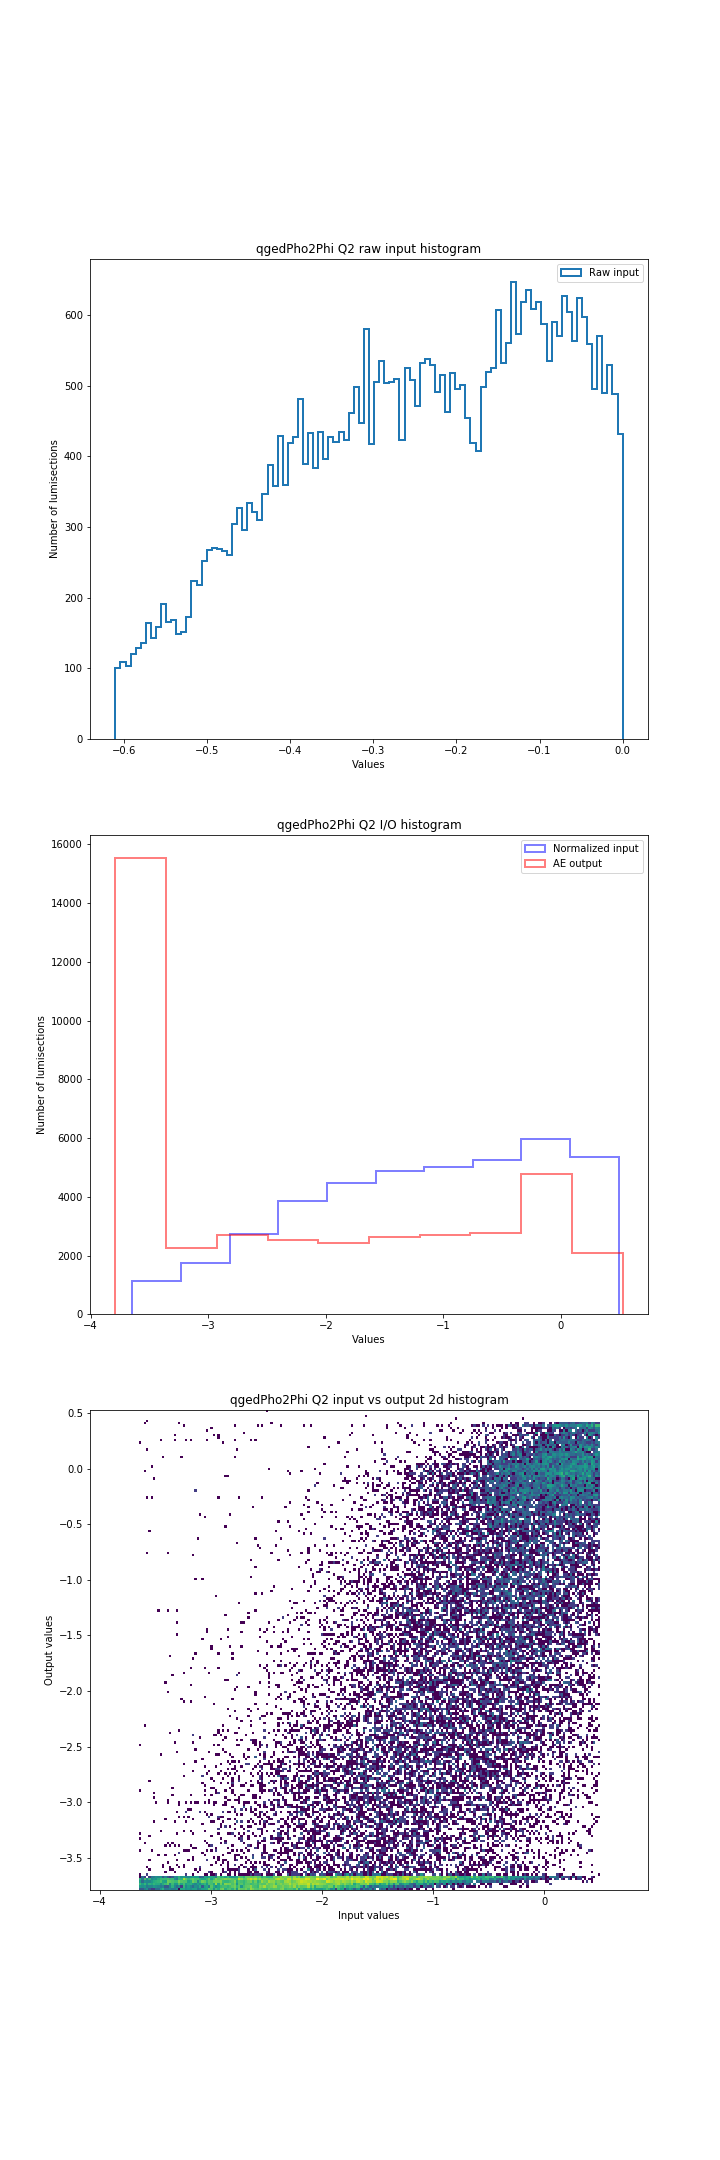 qgedPho2Phi Q2 raw input histogram
Raw input
600
500
400
300
200
100
0
Number of lumisections
−0.6 −0.5 −0.4 −0.3 −0.2 −0.1 0.0
Values
qgedPho2Phi Q2 I/O histogram
Normalized input
AE output
16000
14000
12000
10000
8000
6000
4000
2000
0
Number of lumisections
−4 −3 −2 −1 0
Values
qgedPho2Phi Q2 input vs output 2d histogram
0.5
0.0
−0.5
−1.0
−1.5
−2.0
−2.5
−3.0
−3.5
Output values
−4 −3 −2 −1 0
Input values